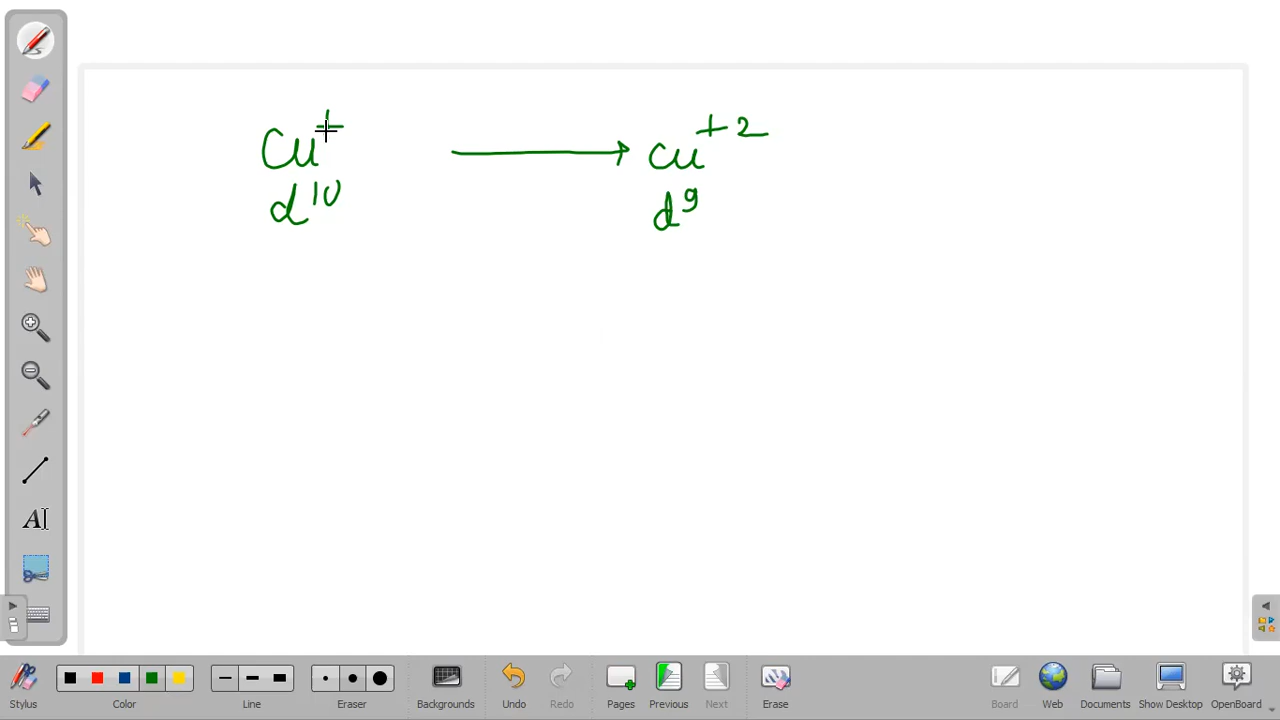 Cu⁺ ⟶ Cu⁺²
d¹⁰ d⁹
AI
Stylus Color Line Eraser Backgrounds Undo Redo Pages Previous Next Erase Board Web Documents Show Desktop OpenBoard